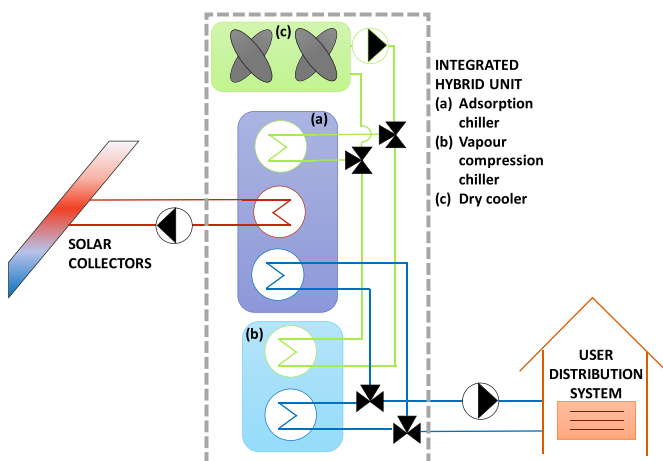 (c)
INTEGRATED
HYBRID UNIT
(a) Adsorption
chiller
(b) Vapour
compression
chiller
(c) Dry cooler
(a)
SOLAR
COLLECTORS
(b)
USER
DISTRIBUTION
SYSTEM